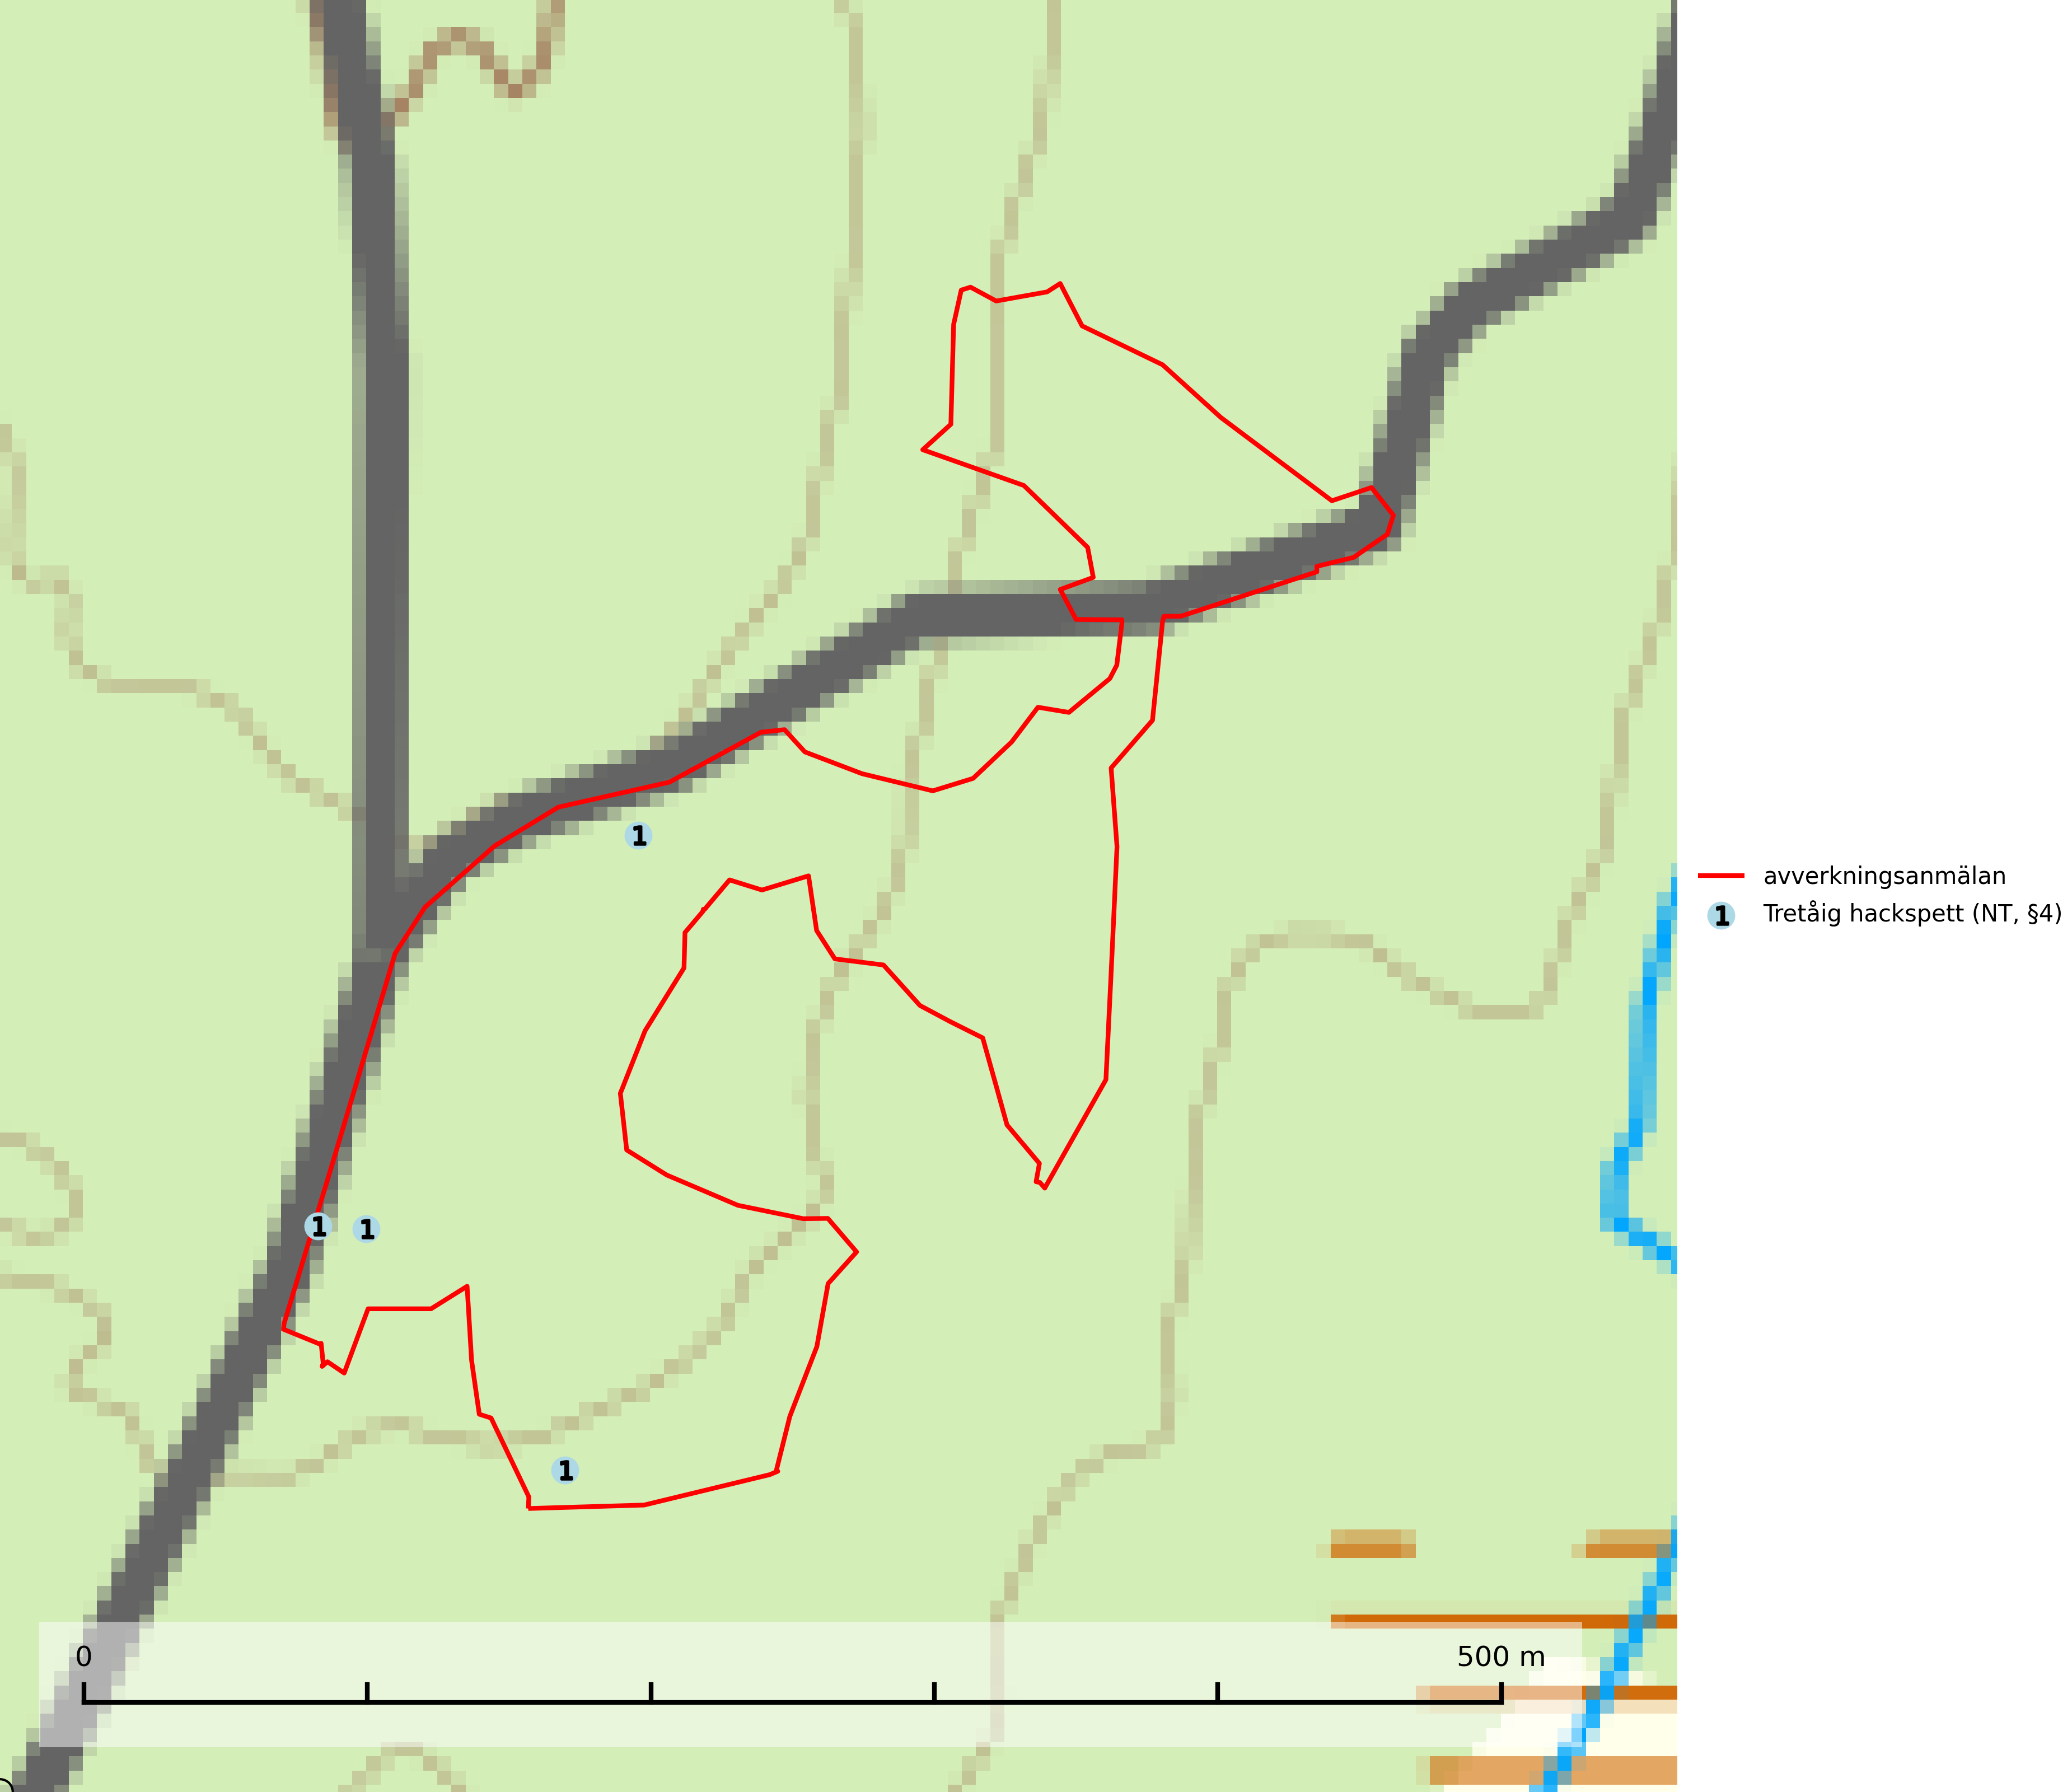 1
1 1
1
0 500 m
avverkningsanmälan
1 Tretåig hackspett (NT, §4)